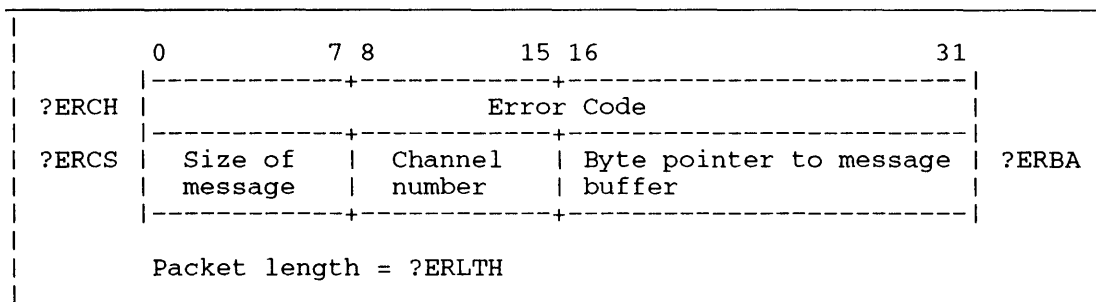 0 7 8 15 16 31
?ERCH Error Code
?ERCS Size of Channel Byte pointer to message ?ERBA
message number buffer
Packet length = ?ERLTH